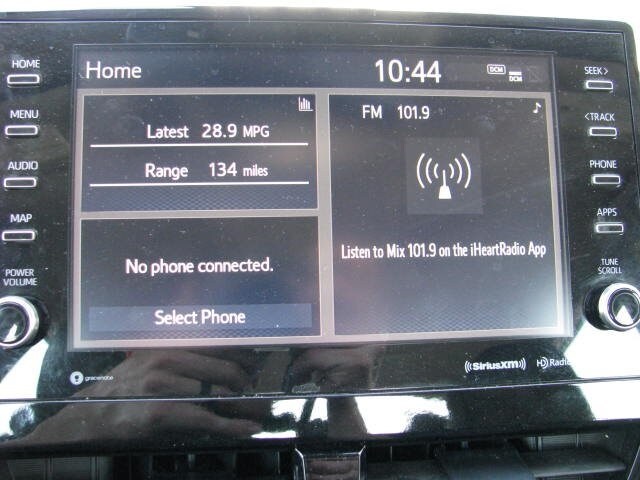 HOME
MENU
AUDIO
MAP
POWER
VOLUME
Home
10:44
DCM
DCM
Latest 28.9 MPG
Range 134 miles
No phone connected.
Select Phone
FM 101.9
Listen to Mix 101.9 on the iHeartRadio App
SEEK>
<TRACK
PHONE
APPS
TUNE
SCROLL
gracenote
((SiriusXM))
HD Radio